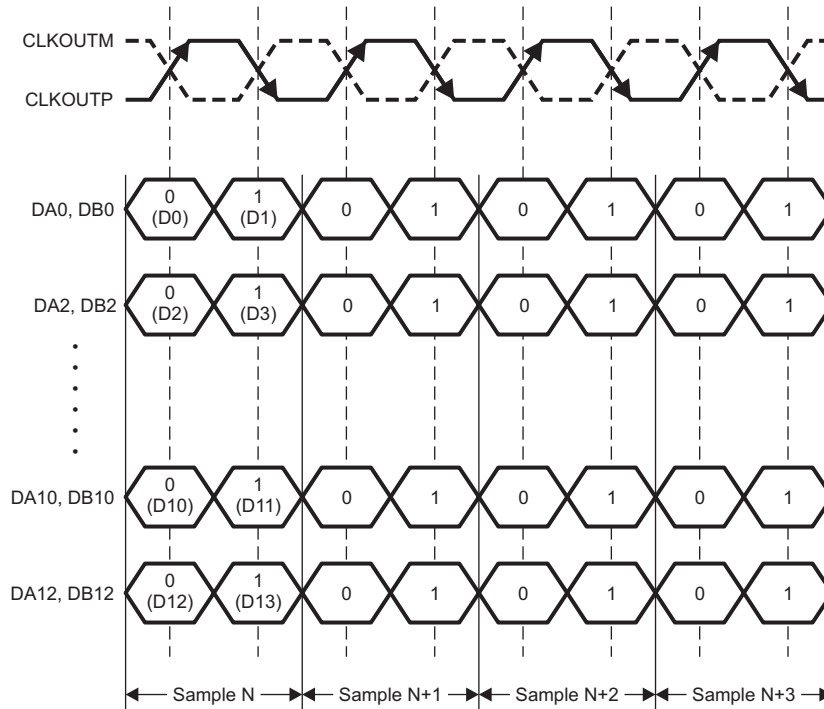 CLKOUTM
CLKOUTP
DA0, DB0
0
(D0)
1
(D1)
0
1
0
1
0
1
DA2, DB2
0
(D2)
1
(D3)
0
1
0
1
0
1
DA10, DB10
0
(D10)
1
(D11)
0
1
0
1
0
1
DA12, DB12
0
(D12)
1
(D13)
0
1
0
1
0
1
Sample N
Sample N+1
Sample N+2
Sample N+3